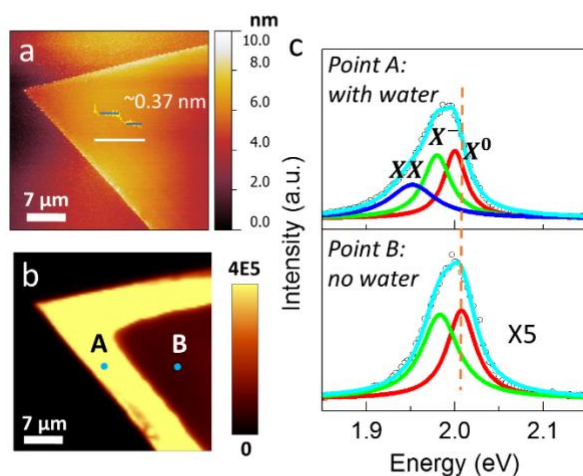 a
nm
10.0
8.0
6.0
4.0
2.0
0.0
~0.37 nm
7 μm
b
4E5
0
A
B
7 μm
c
Intensity (a.u.)
Point A:
with water
XX
X⁻
X⁰
Point B:
no water
X5
1.9 2.0 2.1
Energy (eV)